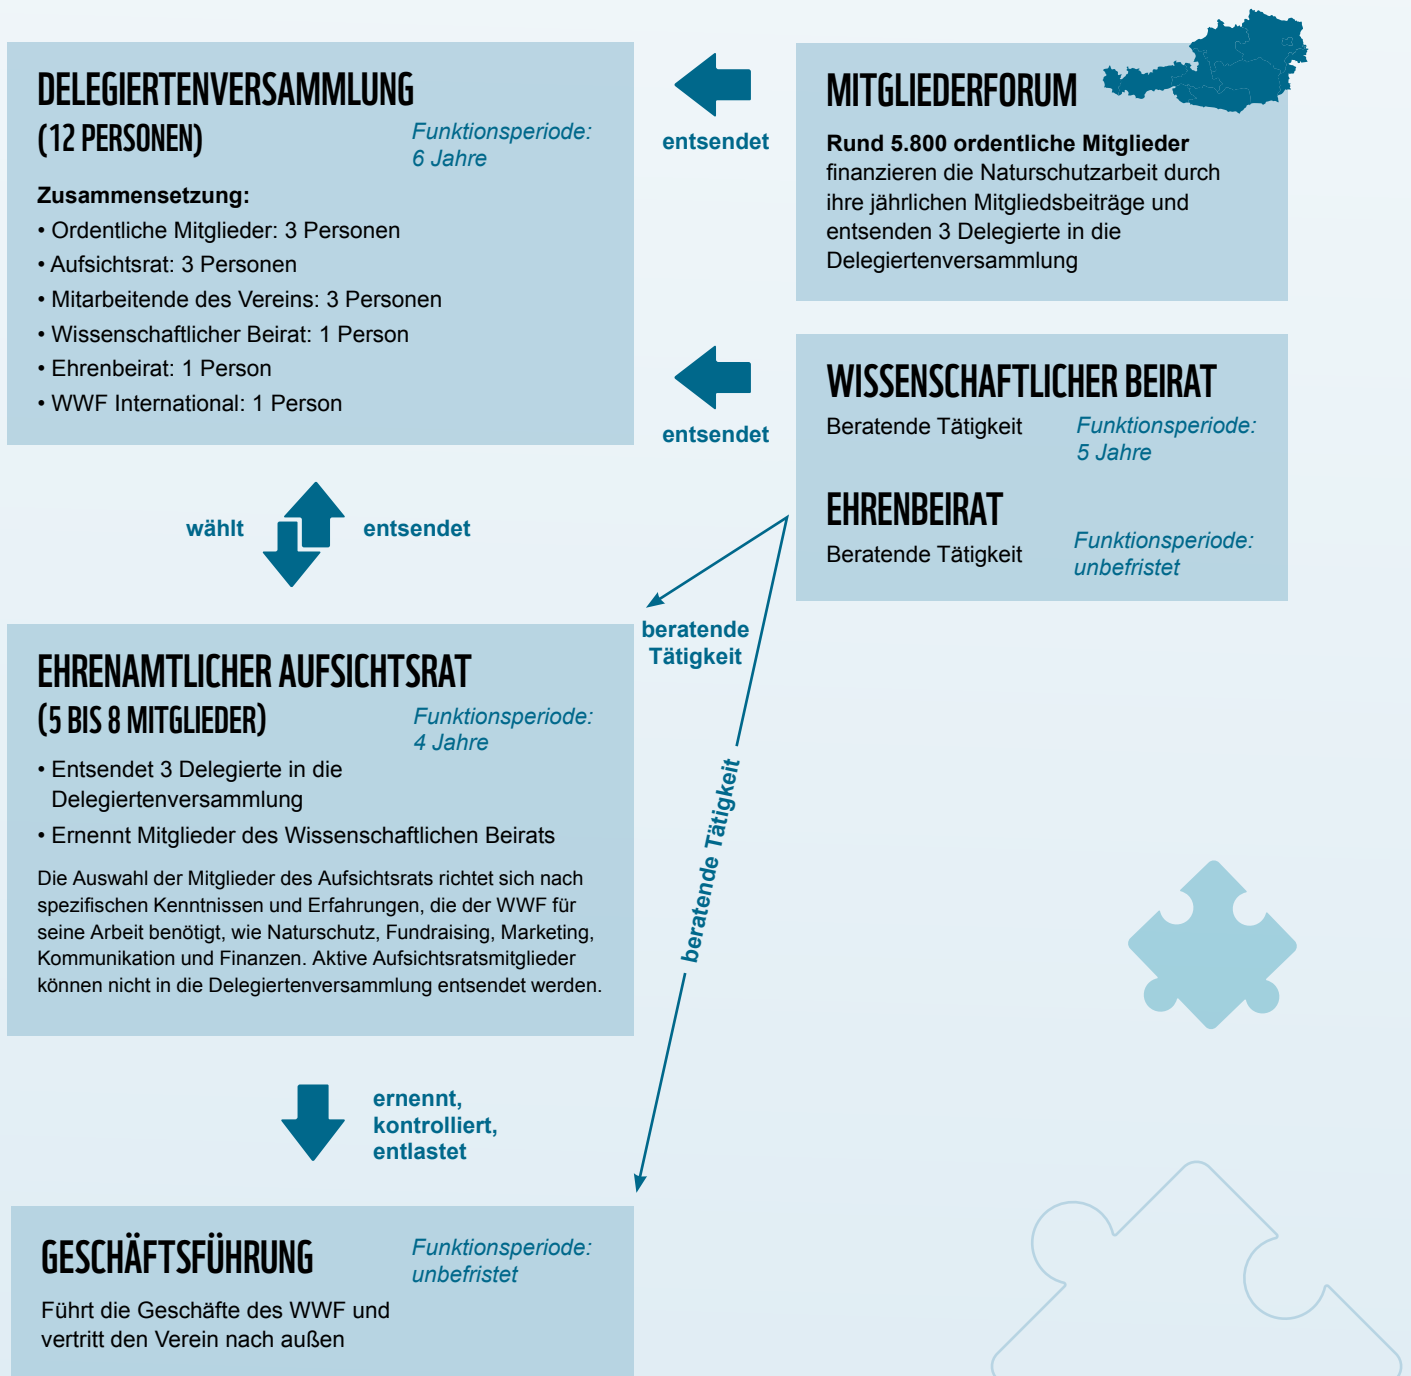 DELEGIERTENVERSAMMLUNG
(12 PERSONEN)
Funktionsperiode:
6 Jahre
Zusammensetzung:
• Ordentliche Mitglieder: 3 Personen
• Aufsichtsrat: 3 Personen
• Mitarbeitende des Vereins: 3 Personen
• Wissenschaftlicher Beirat: 1 Person
• Ehrenbeirat: 1 Person
• WWF International: 1 Person
entsendet
MITGLIEDERFORUM
Rund 5.800 ordentliche Mitglieder
finanzieren die Naturschutzarbeit durch
ihre jährlichen Mitgliedsbeiträge und
entsenden 3 Delegierte in die
Delegiertenversammlung
entsendet
WISSENSCHAFTLICHER BEIRAT
Beratende Tätigkeit
Funktionsperiode:
5 Jahre
EHRENBEIRAT
Beratende Tätigkeit
Funktionsperiode:
unbefristet
wählt
entsendet
beratende
Tätigkeit
beratende Tätigkeit
EHRENAMTLICHER AUFSICHTSRAT
(5 BIS 8 MITGLIEDER)
Funktionsperiode:
4 Jahre
• Entsendet 3 Delegierte in die
Delegiertenversammlung
• Ernennt Mitglieder des Wissenschaftlichen Beirats
Die Auswahl der Mitglieder des Aufsichtsrats richtet sich nach
spezifischen Kenntnissen und Erfahrungen, die der WWF für
seine Arbeit benötigt, wie Naturschutz, Fundraising, Marketing,
Kommunikation und Finanzen. Aktive Aufsichtsratsmitglieder
können nicht in die Delegiertenversammlung entsendet werden.
ernennt,
kontrolliert,
entlastet
GESCHÄFTSFÜHRUNG
Funktionsperiode:
unbefristet
Führt die Geschäfte des WWF und
vertritt den Verein nach außen